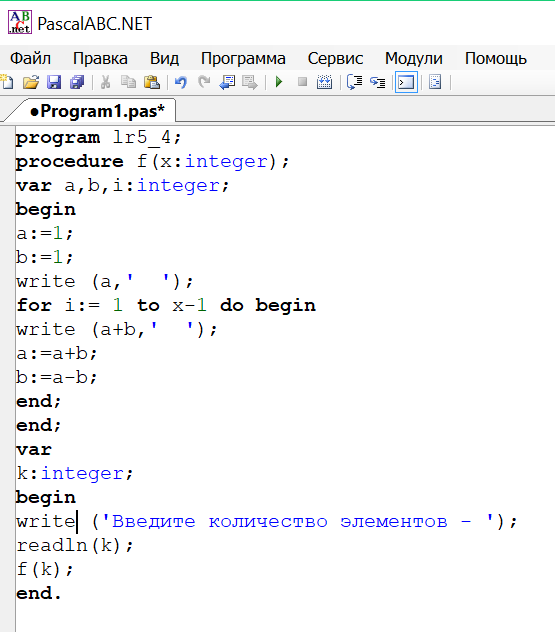 ABC.net PascalABC.NET
Файл Правка Вид Программа Сервис Модули Помощь
●Program1.pas*
program lr5_4;
procedure f(x:integer);
var a,b,i:integer;
begin
a:=1;
b:=1;
write (a,'  ');
for i:= 1 to x-1 do begin
write (a+b,'  ');
a:=a+b;
b:=a-b;
end;
end;
var
k:integer;
begin
write ('Введите количество элементов - ');
readln(k);
f(k);
end.